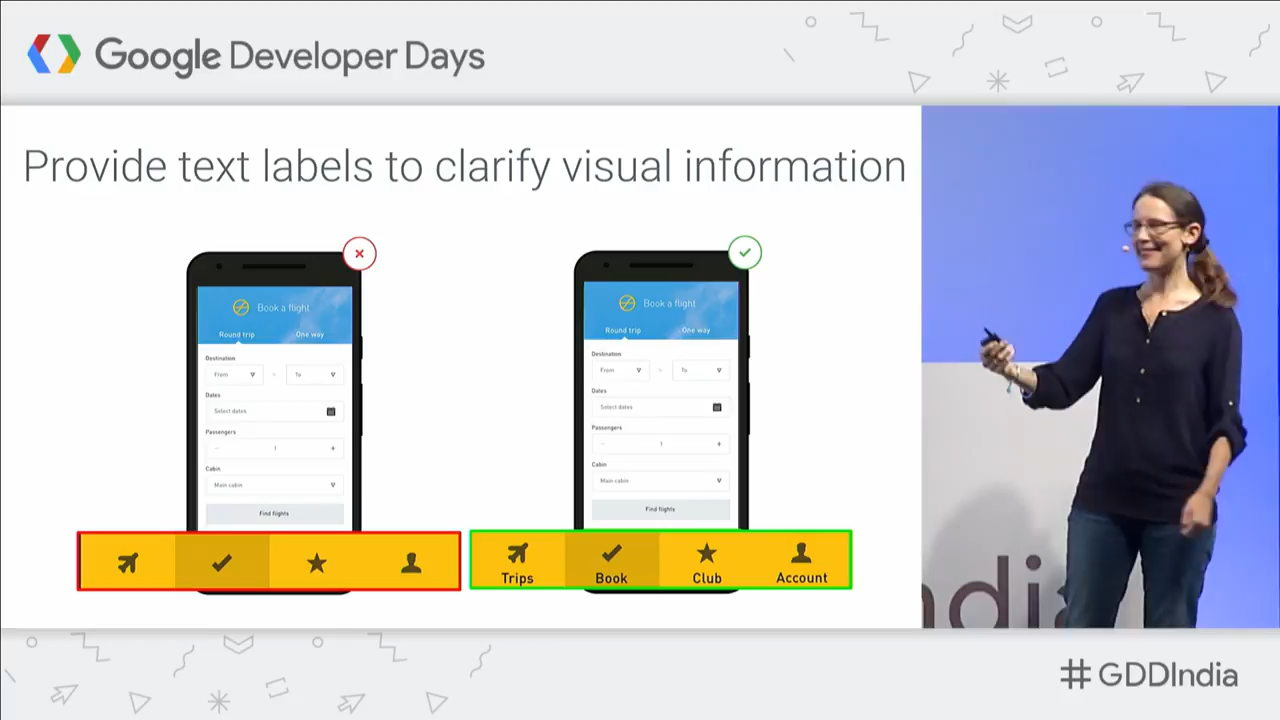 Google Developer Days
Provide text labels to clarify visual information
Book a flight
Round trip One way
Destination
From To
Dates
Select dates
Passengers
1
Cabin
Main cabin
Find flights
Book a flight
Round trip One way
Destination
From To
Dates
Select dates
Passengers
1
Cabin
Main cabin
Find flights
Trips Book Club Account
India
#GDDIndia